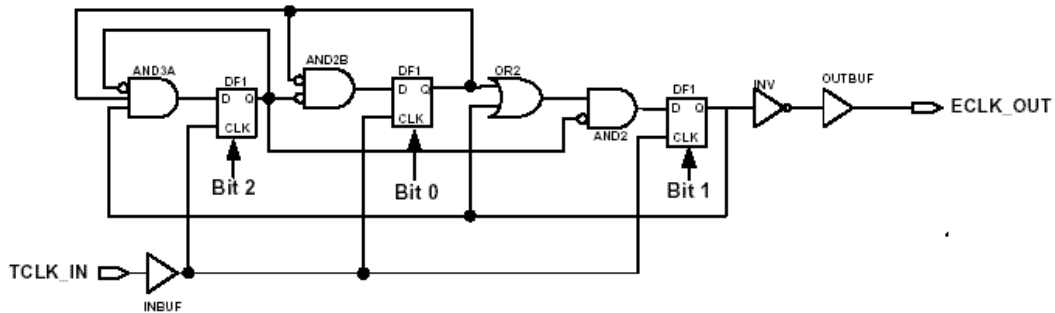 AND3A
DF1
D Q
CLK
Bit 2
AND2B
DF1
D Q
CLK
Bit 0
OR2
AND2
DF1
D Q
CLK
Bit 1
INV
OUTBUF
ECLK_OUT
TCLK_IN
INBUF